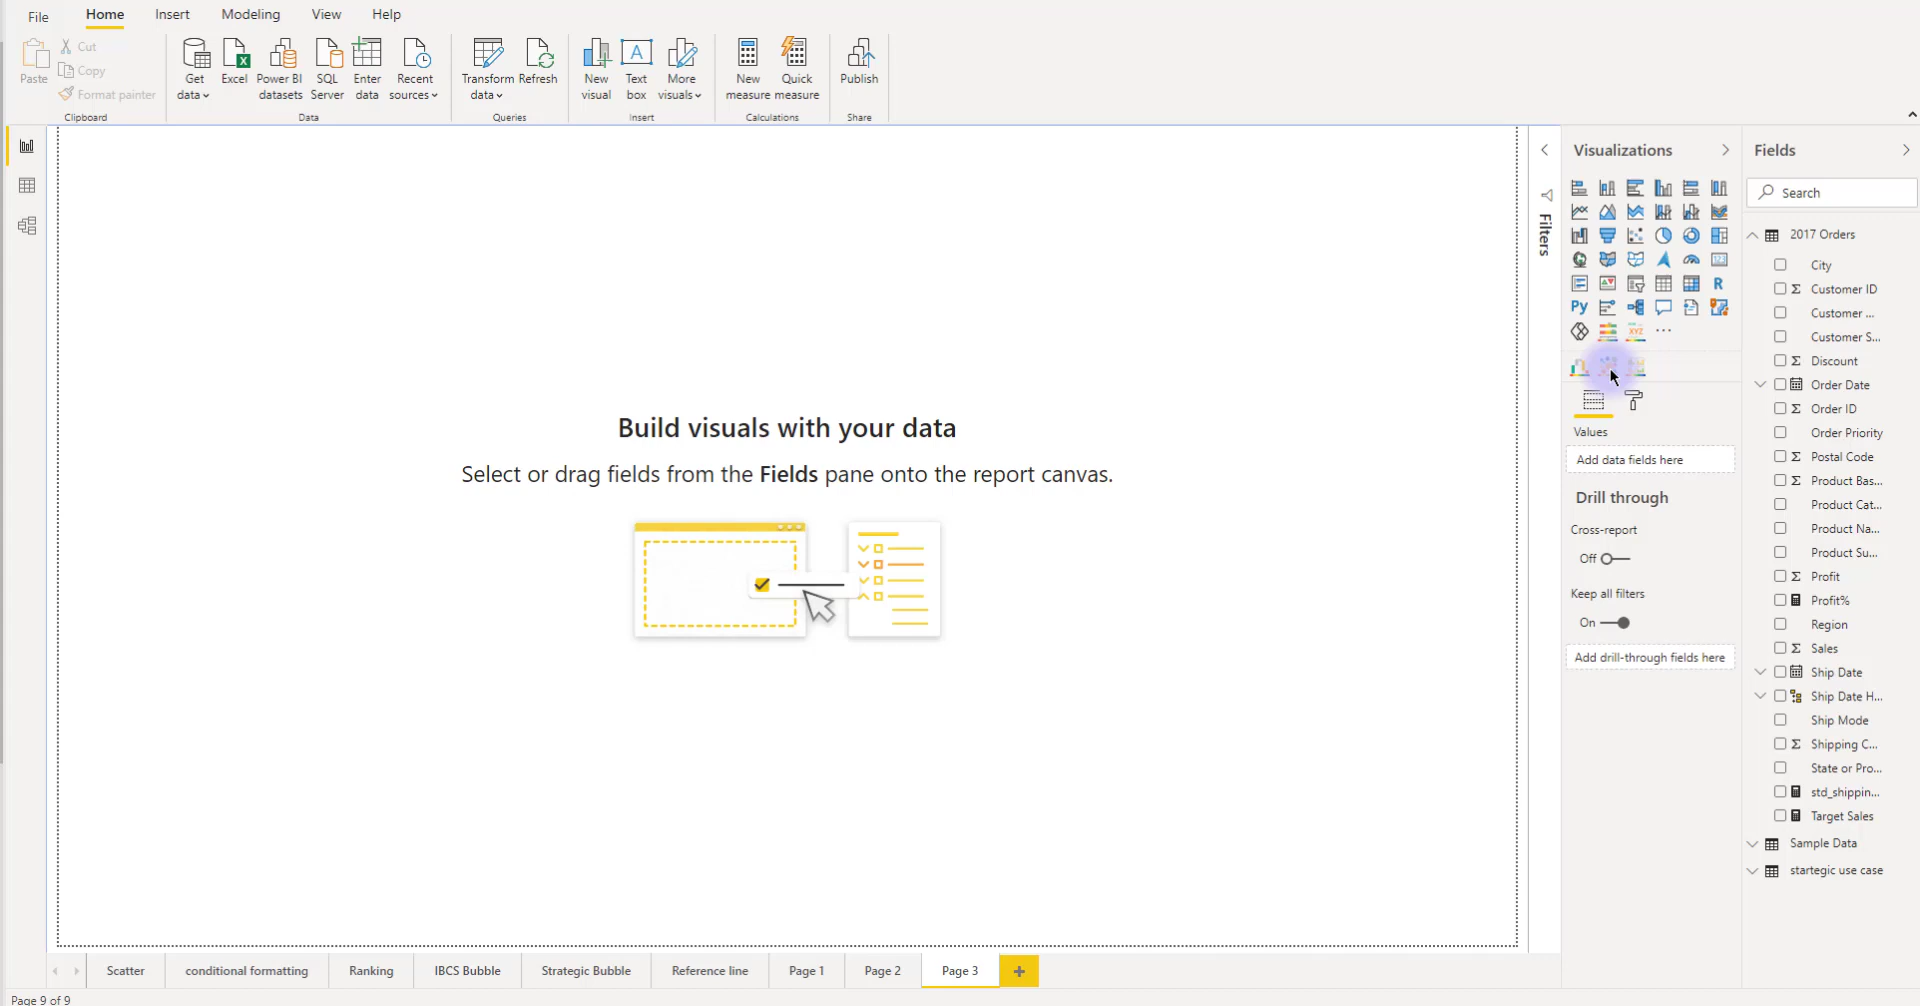 File Home Insert Modeling View Help
Paste
Cut
Copy
Format painter
Clipboard
Get data
Excel
Power BI datasets
SQL Server
Enter data
Recent sources
Data
Transform data
Refresh
Queries
New visual
Text box
More visuals
Insert
New measure
Quick measure
Calculations
Publish
Share
Build visuals with your data
Select or drag fields from the Fields pane onto the report canvas.
Filters
Visualizations
123
R
Py
XYZ
...
Values
Add data fields here
Drill through
Cross-report
Off
Keep all filters
On
Add drill-through fields here
Fields
Search
2017 Orders
City
Σ Customer ID
Customer ...
Customer S...
Σ Discount
Order Date
Σ Order ID
Order Priority
Σ Postal Code
Σ Product Bas...
Product Cat...
Product Na...
Product Su...
Σ Profit
Profit%
Region
Σ Sales
Ship Date
Ship Date H...
Ship Mode
Σ Shipping C...
State or Pro...
std_shippin...
Target Sales
Sample Data
startegic use case
Scatter
conditional formatting
Ranking
IBCS Bubble
Strategic Bubble
Reference line
Page 1
Page 2
Page 3
+
Page 9 of 9